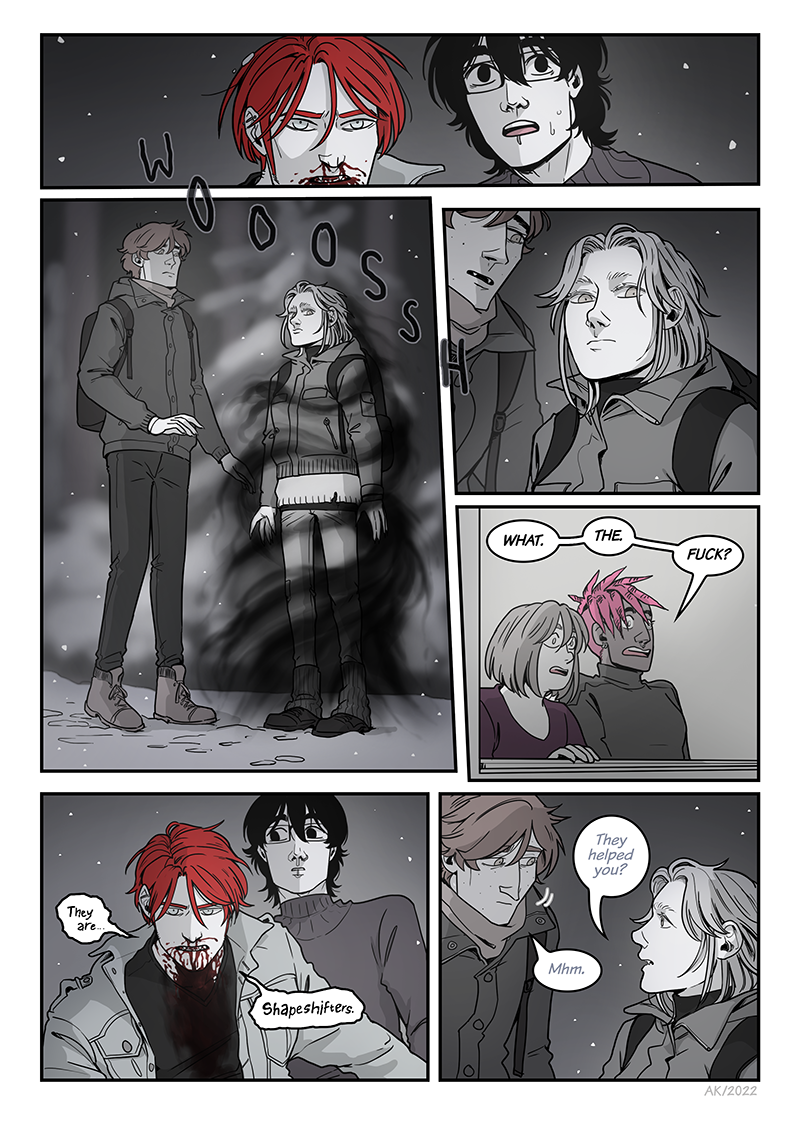 WOOOSSH
WHAT.
THE.
FUCK?
They
are...
Shapeshifters.
They
helped
you?
Mhm.
AK/2022